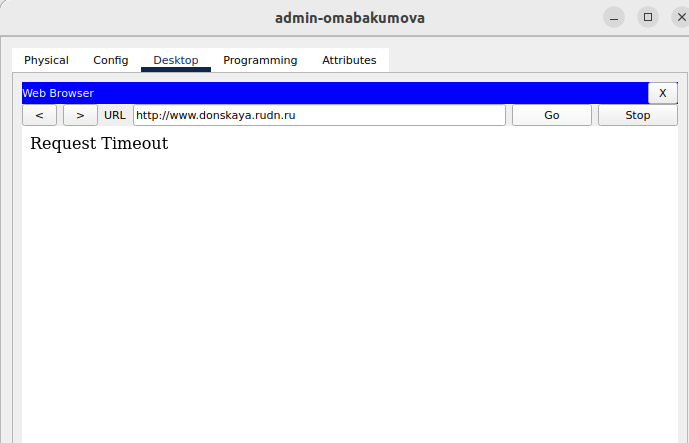 admin-omabakumova
Physical Config Desktop Programming Attributes
Web Browser X
< > URL http://www.donskaya.rudn.ru Go Stop
Request Timeout